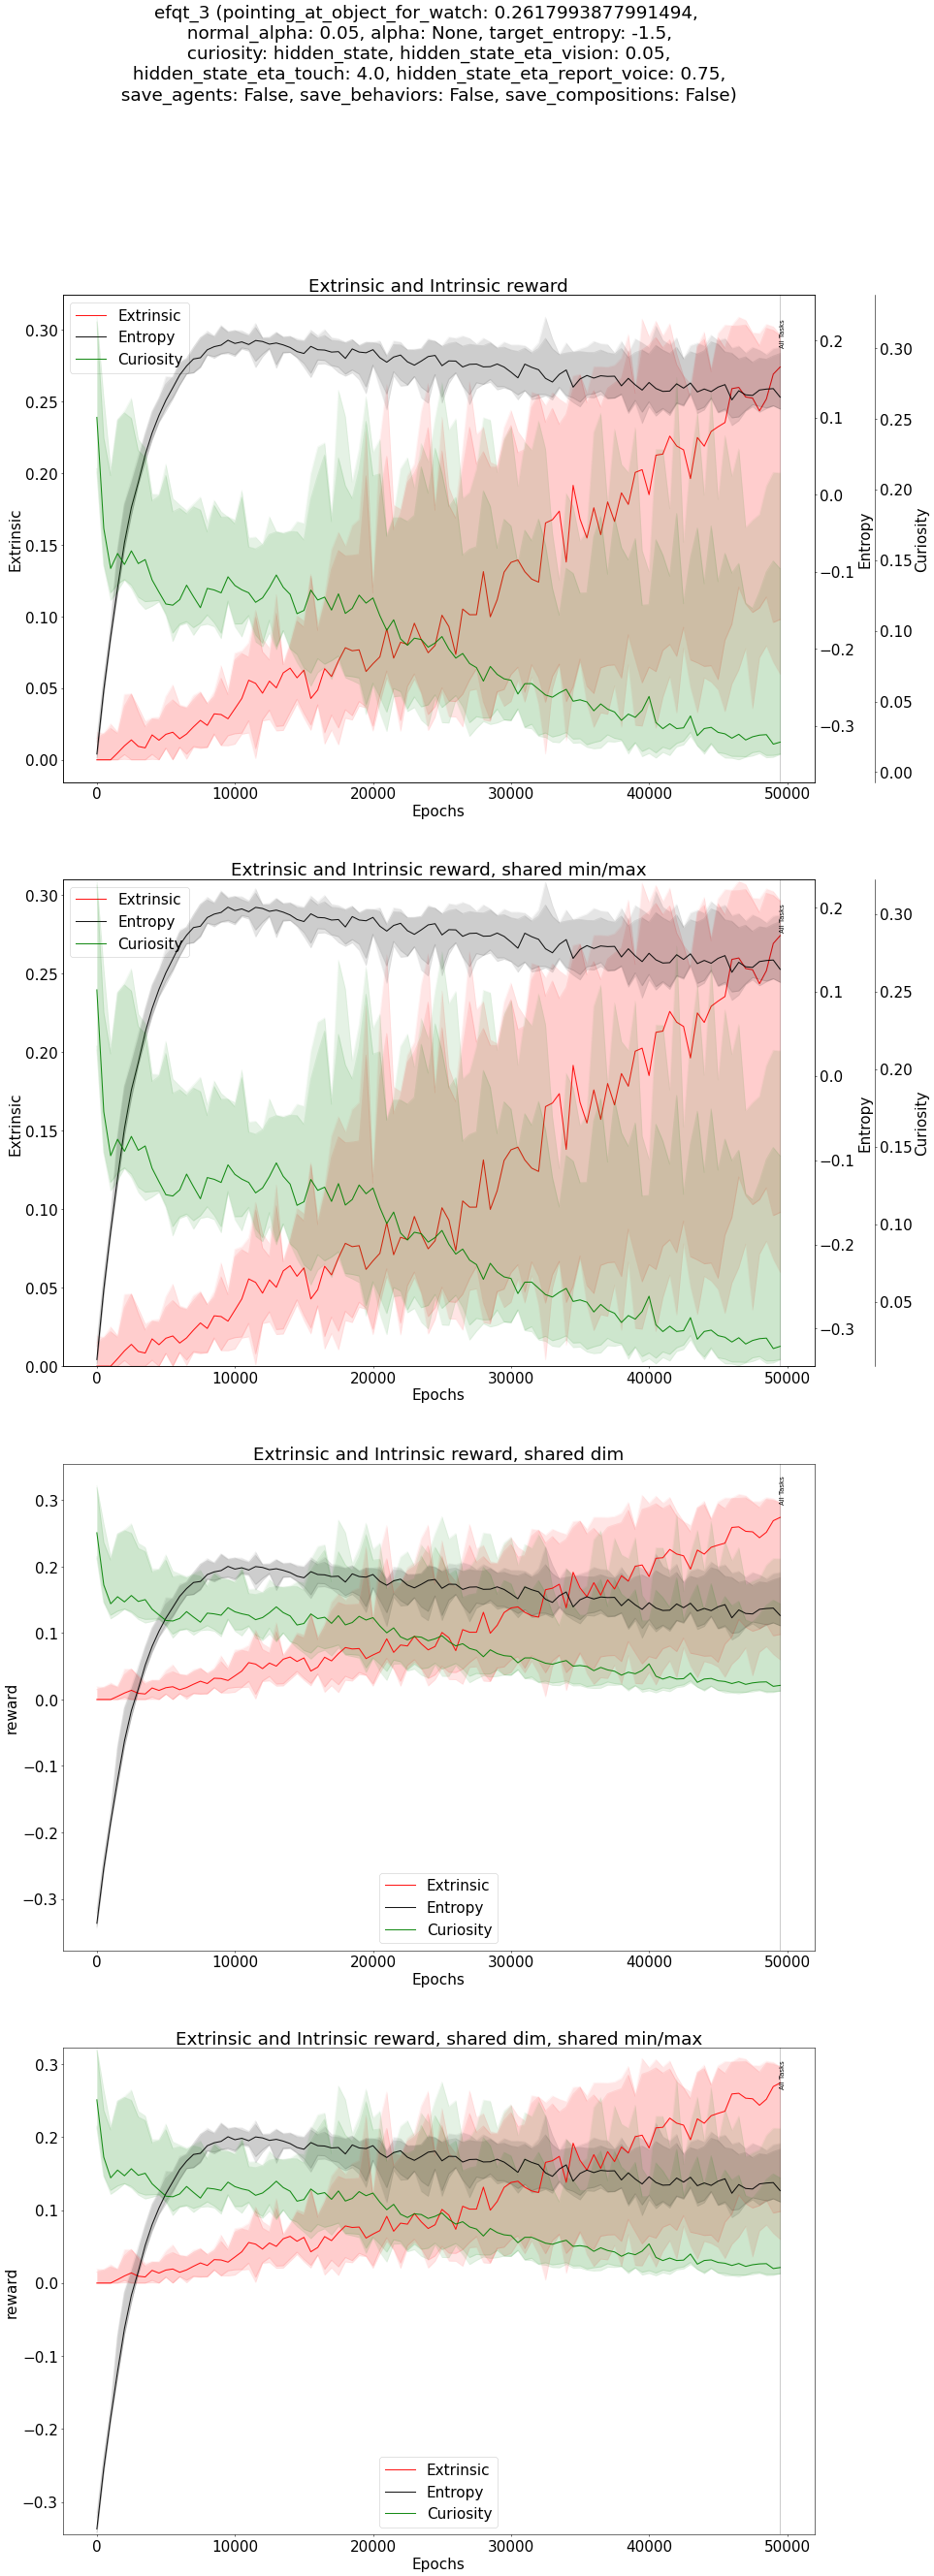 efqt_3 (pointing_at_object_for_watch: 0.2617993877991494,
normal_alpha: 0.05, alpha: None, target_entropy: -1.5,
curiosity: hidden_state, hidden_state_eta_vision: 0.05,
hidden_state_eta_touch: 4.0, hidden_state_eta_report_voice: 0.75,
save_agents: False, save_behaviors: False, save_compositions: False)
Extrinsic and Intrinsic reward
Extrinsic
Entropy
Curiosity
All Tasks
0.30
0.25
0.20
0.15
0.10
0.05
0.00
Extrinsic
0.2
0.1
0.0
−0.1
−0.2
−0.3
Entropy
0.30
0.25
0.20
0.15
0.10
0.05
0.00
Curiosity
0 10000 20000 30000 40000 50000
Epochs
Extrinsic and Intrinsic reward, shared min/max
Extrinsic
Entropy
Curiosity
All Tasks
0.30
0.25
0.20
0.15
0.10
0.05
0.00
Extrinsic
0.2
0.1
0.0
−0.1
−0.2
−0.3
Entropy
0.30
0.25
0.20
0.15
0.10
0.05
Curiosity
0 10000 20000 30000 40000 50000
Epochs
Extrinsic and Intrinsic reward, shared dim
All Tasks
0.3
0.2
0.1
0.0
−0.1
−0.2
−0.3
reward
Extrinsic
Entropy
Curiosity
0 10000 20000 30000 40000 50000
Epochs
Extrinsic and Intrinsic reward, shared dim, shared min/max
All Tasks
0.3
0.2
0.1
0.0
−0.1
−0.2
−0.3
reward
Extrinsic
Entropy
Curiosity
0 10000 20000 30000 40000 50000
Epochs